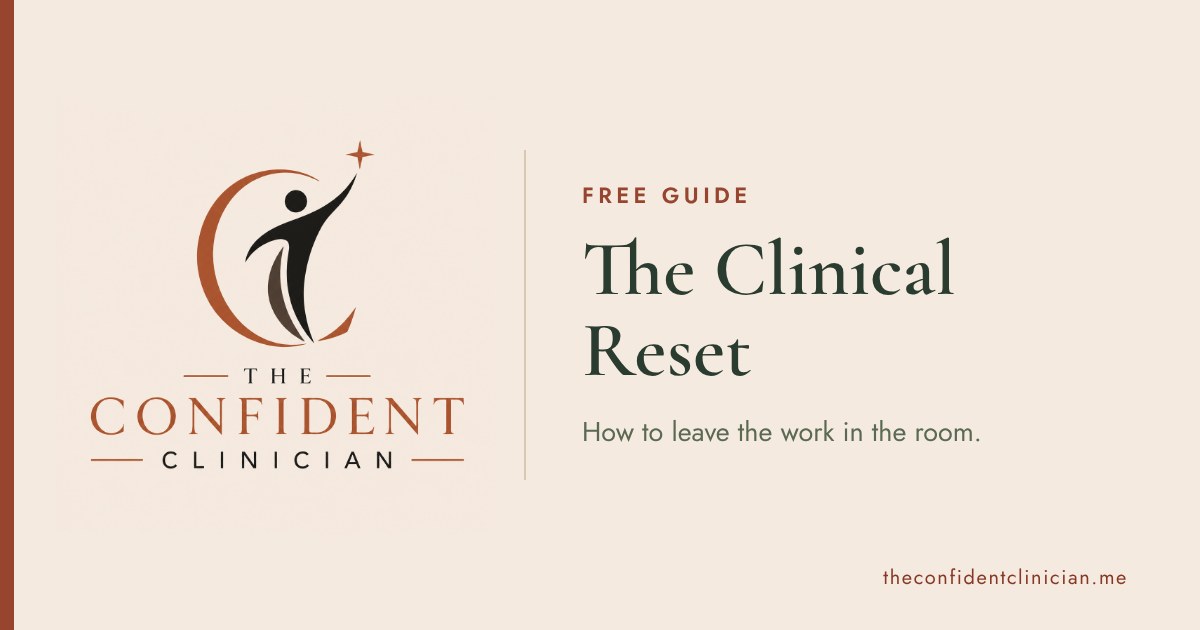 THE
CONFIDENT
CLINICIAN
FREE GUIDE
The Clinical
Reset
How to leave the work in the room.
theconfidentclinician.me